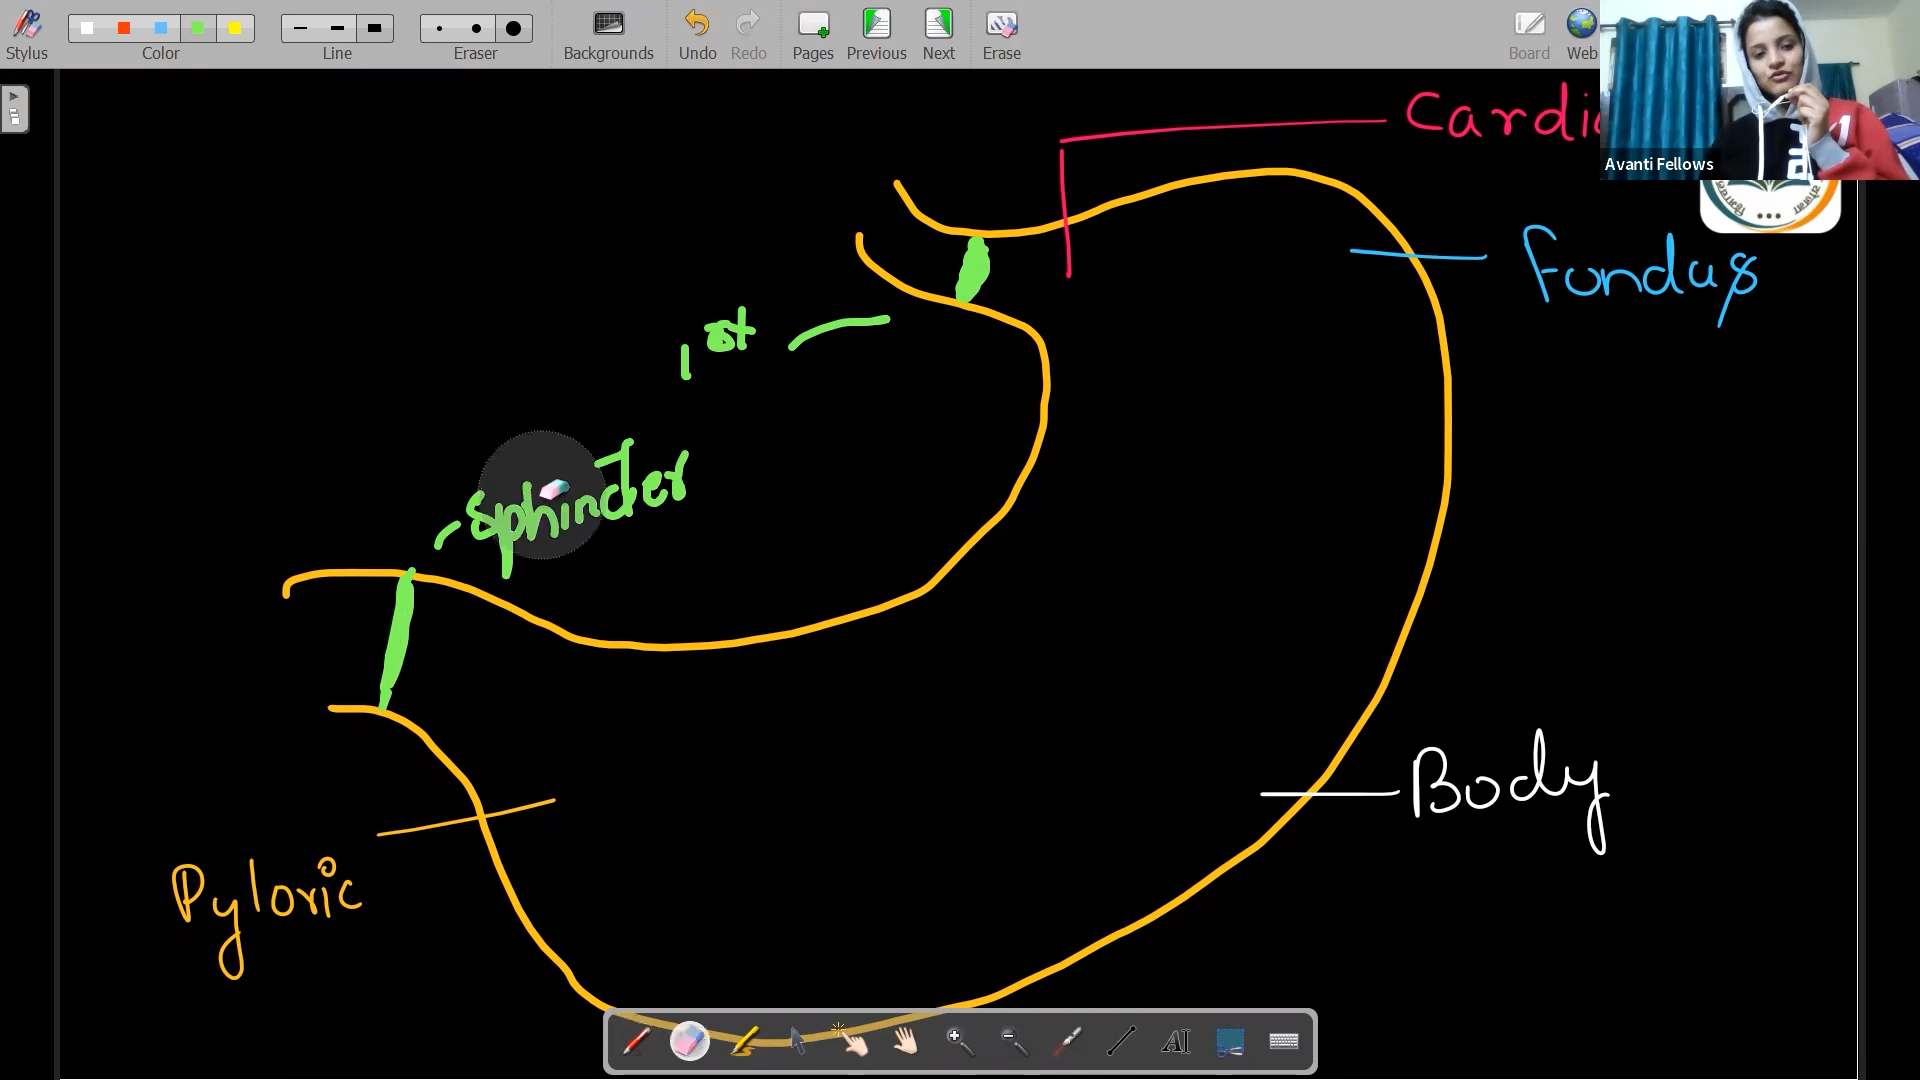 Stylus
Color
Line
Eraser
Backgrounds
Undo
Redo
Pages
Previous
Next
Erase
Board
Web
Avanti Fellows
Cardi
Fundus
1st
Body
Pyloric